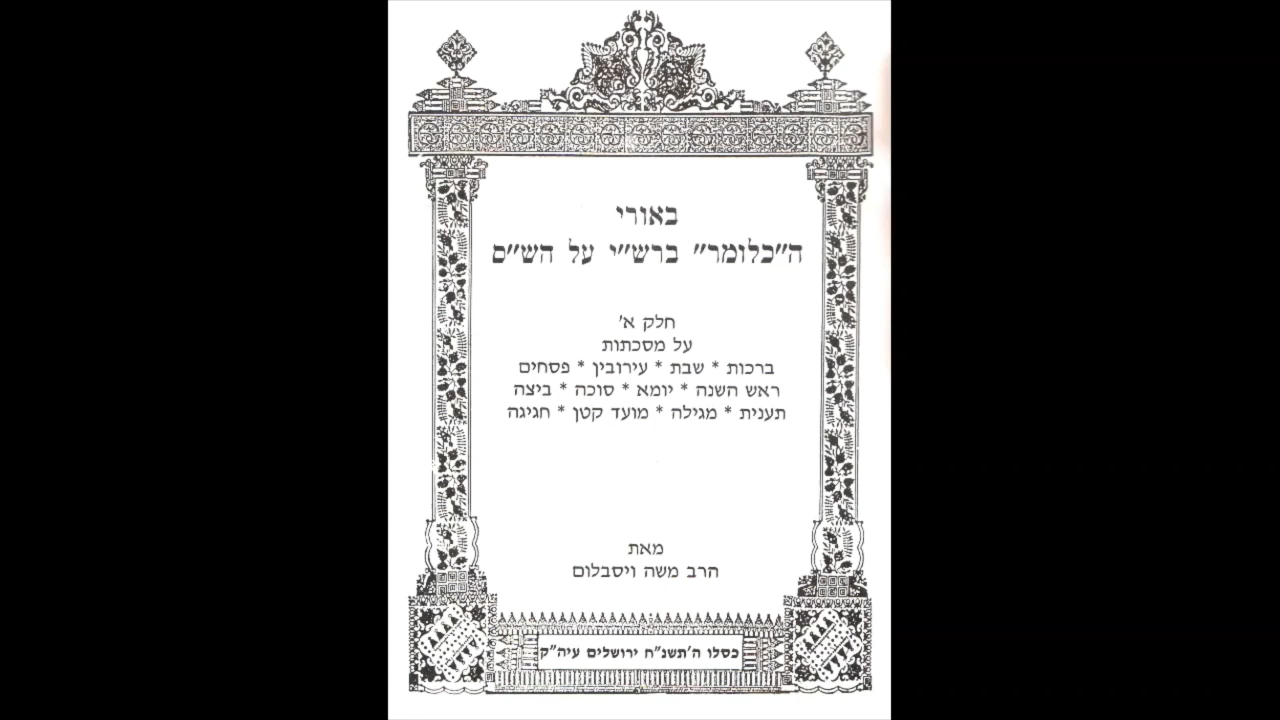 באורי
ה"כלומר" ברש"י על הש"ס
חלק א'
על מסכתות
ברכות * שבת * עירובין * פסחים
ראש השנה * יומא * סוכה * ביצה
תענית * מגילה * מועד קטן * חגיגה
מאת
הרב משה ויסבלום
כסלו ה'תשנ"ח ירושלים עיה"ק